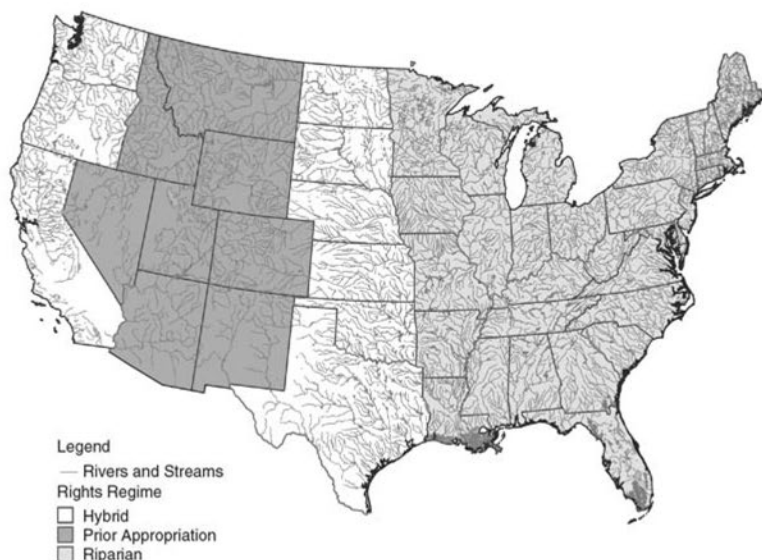 Legend
Rivers and Streams
Rights Regime
Hybrid
Prior Appropriation
Riparian